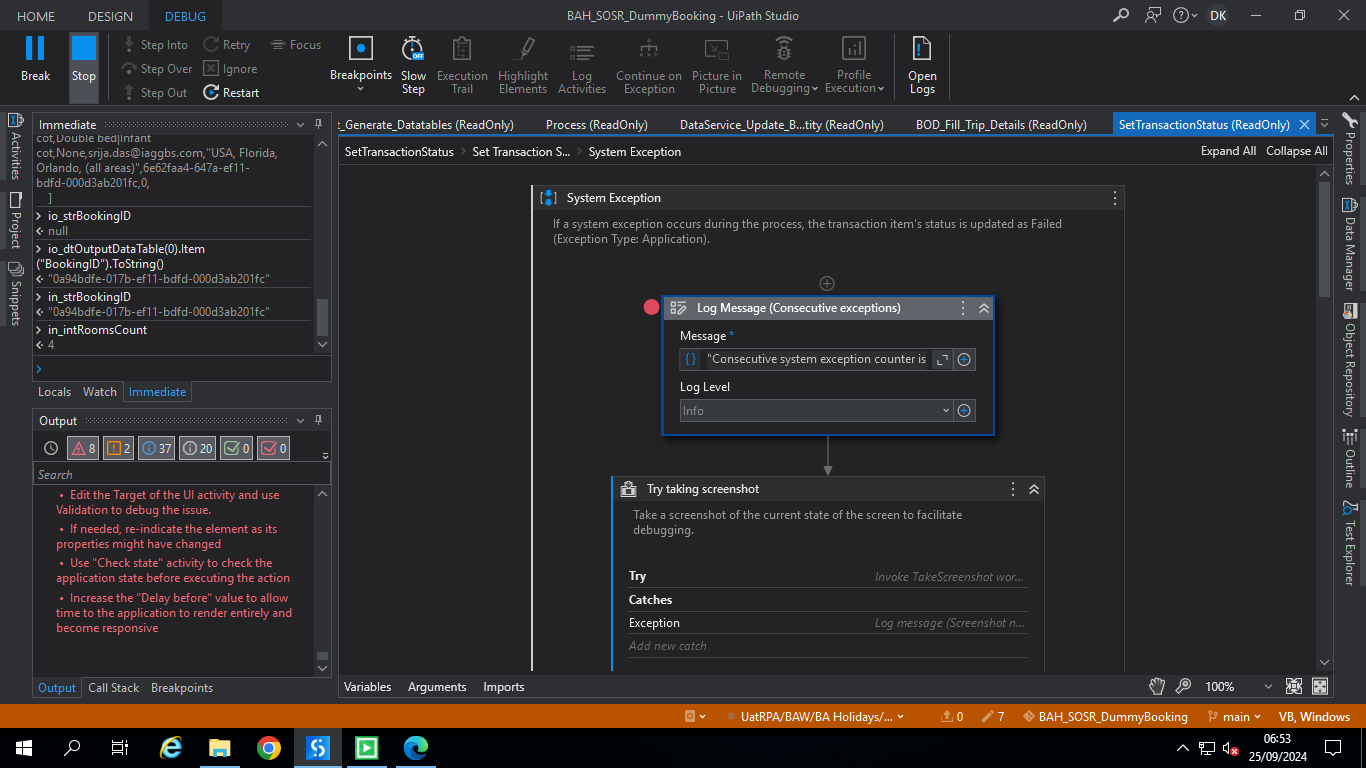 HOME DESIGN DEBUG
BAH_SOSR_DummyBooking - UiPath Studio
DK
Break
Stop
Step Into
Step Over
Step Out
Retry
Ignore
Restart
Focus
Breakpoints
OFF
Slow
Step
Execution
Trail
Highlight
Elements
Log
Activities
Continue on
Exception
Picture in
Picture
Remote
Debugging
Profile
Execution
Open
Logs
Activities
Project
Snippets
Immediate
cot,Double bed|Infant
cot,None,srija.das@iaggbs.com,"USA, Florida,
Orlando, (all areas)",6e62faa4-647a-ef11-
bdfd-000d3ab201fc,0,
]
io_strBookingID
null
io_dtOutputDataTable(0).Item
("BookingID").ToString()
"0a94bdfe-017b-ef11-bdfd-000d3ab201fc"
in_strBookingID
"0a94bdfe-017b-ef11-bdfd-000d3ab201fc"
in_intRoomsCount
4
Locals Watch Immediate
Output
8 2 37 20 0 0
Search
• Edit the Target of the UI activity and use
Validation to debug the issue.
• If needed, re-indicate the element as its
properties might have changed
• Use "Check state" activity to check the
application state before executing the action
• Increase the "Delay before" value to allow
time to the application to render entirely and
become responsive
Output Call Stack Breakpoints
t_Generate_Datatables (ReadOnly) Process (ReadOnly) DataService_Update_B...tity (ReadOnly) BOD_Fill_Trip_Details (ReadOnly) SetTransactionStatus (ReadOnly)
SetTransactionStatus > Set Transaction S... > System Exception
Expand All Collapse All
System Exception
If a system exception occurs during the process, the transaction item's status is updated as Failed
(Exception Type: Application).
Log Message (Consecutive exceptions)
Message *
"Consecutive system exception counter is
Log Level
Info
Try taking screenshot
Take a screenshot of the current state of the screen to facilitate
debugging.
Try Invoke TakeScreenshot wor...
Catches
Exception Log message (Screenshot n...
Add new catch
Variables Arguments Imports
100%
Properties
Data Manager
Object Repository
Outline
Test Explorer
UatRPA/BAW/BA Holidays/... 0 7 BAH_SOSR_DummyBooking main VB, Windows
06:53
25/09/2024